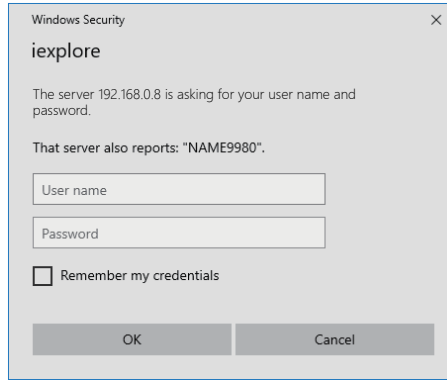 Windows Security
iexplore
The server 192.168.0.8 is asking for your user name and
password.
That server also reports: "NAME9980".
User name
Password
Remember my credentials
OK
Cancel